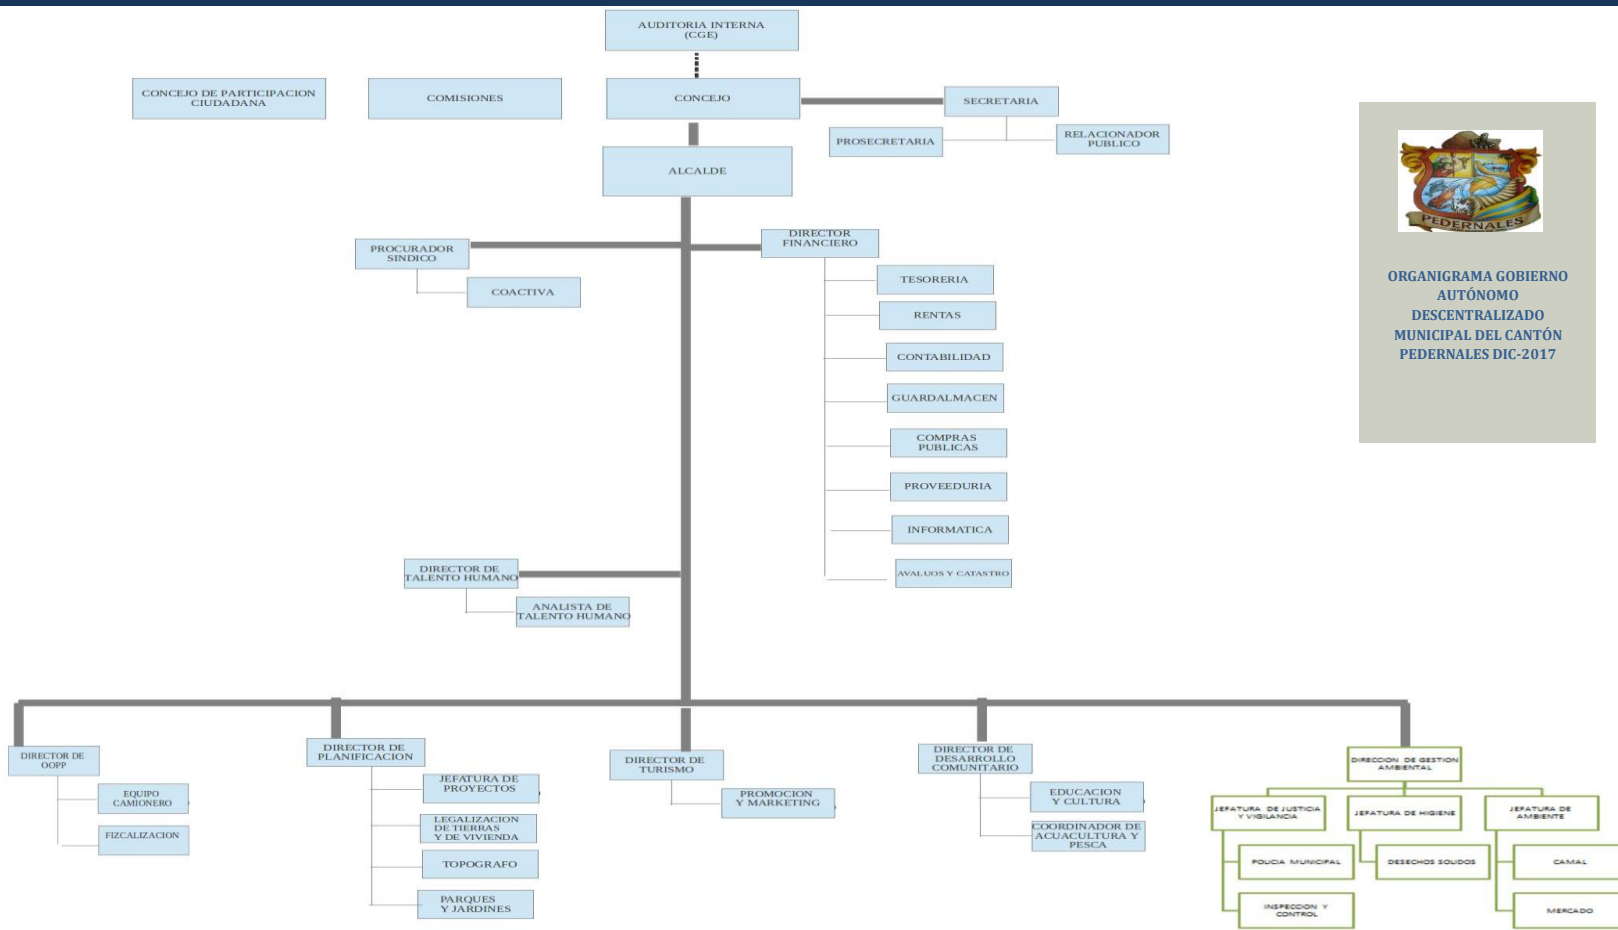 AUDITORIA INTERNA
(CGE)
CONCEJO DE PARTICIPACION
CIUDADANA
COMISIONES
CONCEJO
SECRETARIA
PROSECRETARIA
RELACIONADOR
PUBLICO
ALCALDE
PEDERNALES
ORGANIGRAMA GOBIERNO
AUTÓNOMO
DESCENTRALIZADO
MUNICIPAL DEL CANTÓN
PEDERNALES DIC-2017
PROCURADOR
SINDICO
COACTIVA
DIRECTOR
FINANCIERO
TESORERIA
RENTAS
CONTABILIDAD
GUARDALMACEN
COMPRAS
PUBLICAS
PROVEEDURIA
INFORMATICA
AVALUOS Y CATASTRO
DIRECTOR DE
TALENTO HUMANO
ANALISTA DE
TALENTO HUMANO
DIRECTOR DE
OOPP
EQUIPO
CAMIONERO
FIZCALIZACION
DIRECTOR DE
PLANIFICACION
JEFATURA DE
PROYECTOS
LEGALIZACION
DE TIERRAS
Y DE VIVIENDA
TOPOGRAFO
PARQUES
Y JARDINES
DIRECTOR DE
TURISMO
PROMOCION
Y MARKETING
DIRECTOR DE
DESARROLLO
COMUNITARIO
EDUCACION
Y CULTURA
COORDINADOR DE
ACUACULTURA Y
PESCA
DIRECCION DE GESTION
AMBIENTAL
JEFATURA DE JUSTICIA
Y VIGILANCIA
POLICIA MUNICIPAL
INSPECCION Y
CONTROL
JEFATURA DE HIGIENE
DESECHOS SOLIDOS
JEFATURA DE
AMBIENTE
CAMAL
MERCADO